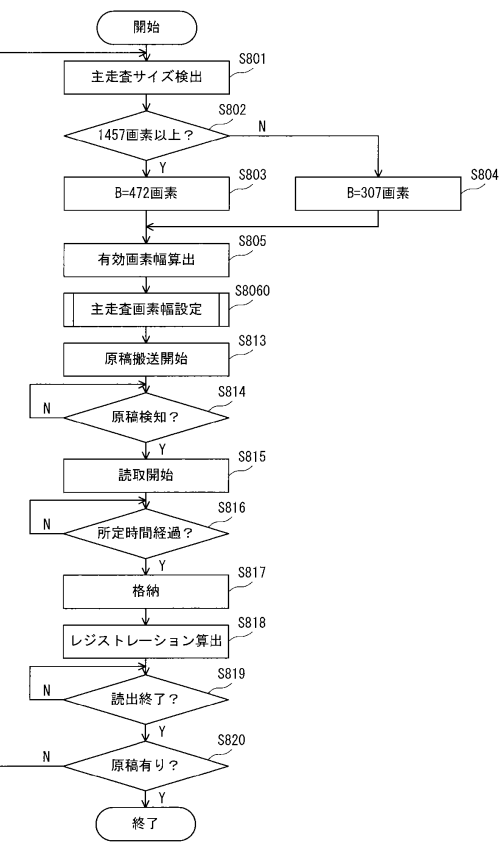 開始
S801
主走査サイズ検出
S802
1457画素以上？
N
Y
S803
B=472画素
S804
B=307画素
S805
有効画素幅算出
S8060
主走査画素幅設定
S813
原稿搬送開始
S814
原稿検知？
N
Y
S815
読取開始
S816
所定時間経過？
N
Y
S817
格納
S818
レジストレーション算出
S819
読出終了？
N
Y
S820
原稿有り？
N
Y
終了